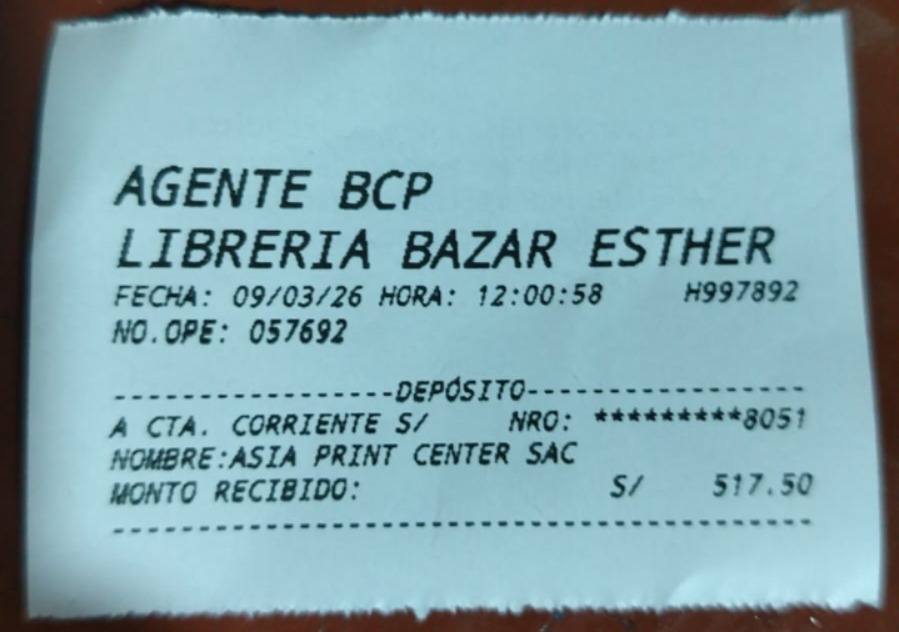 AGENTE BCP
LIBRERIA BAZAR ESTHER
FECHA: 09/03/26 HORA: 12:00:58 H997892
NO.OPE: 057692
------------------DEPÓSITO------------------
A CTA. CORRIENTE S/ NRO: *********8051
NOMBRE:ASIA PRINT CENTER SAC
MONTO RECIBIDO: S/ 517.50
--------------------------------------------